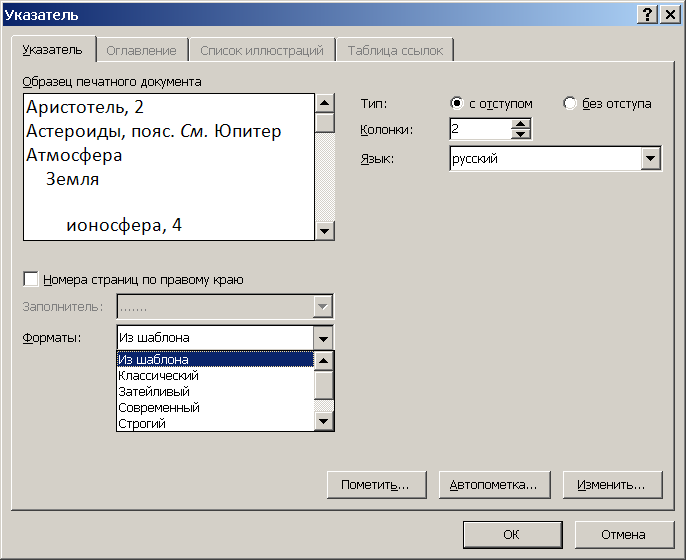 Указатель
Указатель Оглавление Список иллюстраций Таблица ссылок
Образец печатного документа
Аристотель, 2
Астероиды, пояс. См. Юпитер
Атмосфера
Земля
ионосфера, 4
Тип: с отступом без отступа
Колонки: 2
Язык: русский
Номера страниц по правому краю
Заполнитель: .......
Форматы: Из шаблона
Из шаблона
Классический
Затейливый
Современный
Строгий
Пометить... Автопометка... Изменить...
ОК Отмена